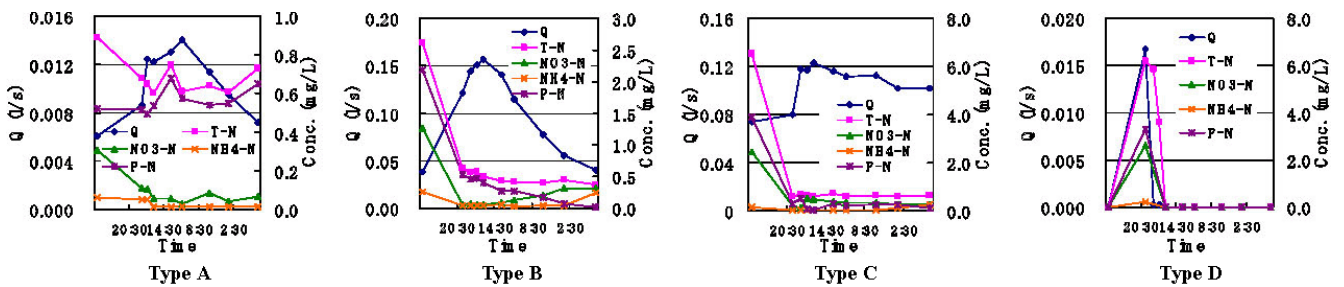 0.016
0.012
0.008
0.004
0.000
Q (l/s)
1.0
0.8
0.6
0.4
0.2
0.0
Conc. (mg/L)
Q
T-N
NO3-N
NH4-N
P-N
20:30 14:30 8:30 2:30
Time
Type A
0.20
0.15
0.10
0.05
0.00
Q (l/s)
3.0
2.5
2.0
1.5
1.0
0.5
0.0
Conc. (mg/L)
Q
T-N
NO3-N
NH4-N
P-N
20:30 14:30 8:30 2:30
Time
Type B
0.16
0.12
0.08
0.04
0
Q (l/s)
8.0
6.0
4.0
2.0
0.0
Conc. (mg/L)
Q
T-N
NO3-N
NH4-N
P-N
20:30 14:30 8:30 2:30
Time
Type C
0.020
0.015
0.010
0.005
0.000
Q (l/s)
8.0
6.0
4.0
2.0
0.0
Conc. (mg/L)
Q
T-N
NO3-N
NH4-N
P-N
20:30 14:30 8:30 2:30
Time
Type D